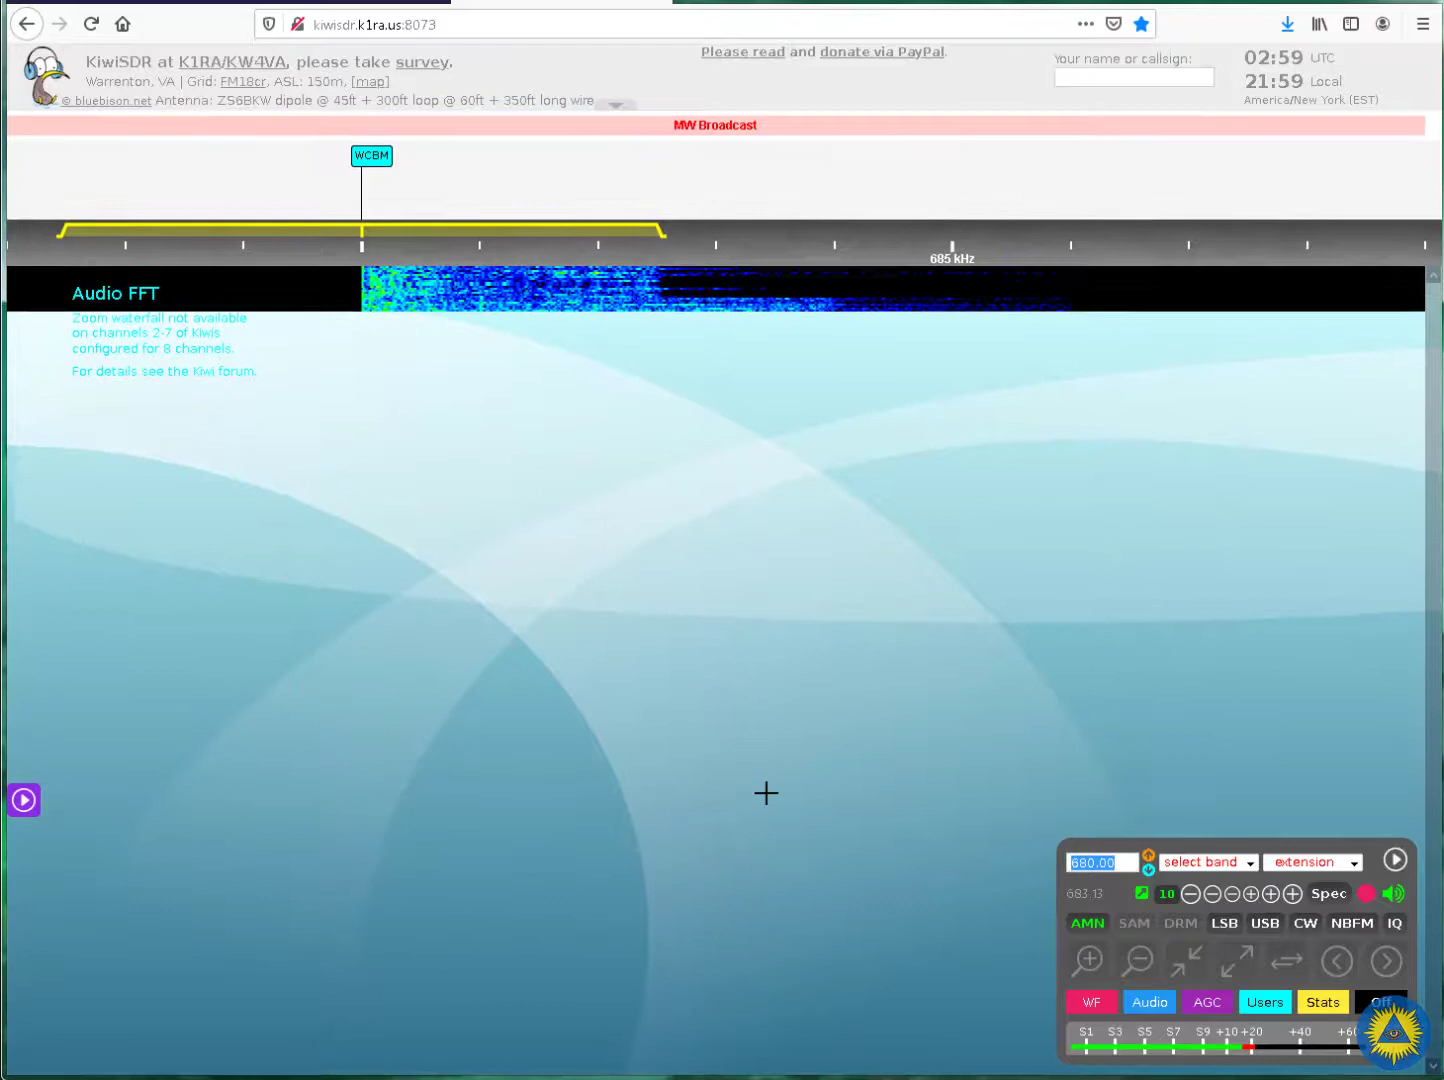 kiwisdr.k1ra.us:8073
KiwiSDR at K1RA/KW4VA, please take survey.
Warrenton, VA | Grid: FM18cr, ASL: 150m, [map]
© bluebison.net Antenna: ZS6BKW dipole @ 45ft + 300ft loop @ 60ft + 350ft long wire
Please read and donate via PayPal.
Your name or callsign:
02:59 UTC
21:59 Local
America/New York (EST)
MW Broadcast
WCBM
685 kHz
Audio FFT
Zoom waterfall not available
on channels 2-7 of Kiwis
configured for 8 channels.
For details see the Kiwi forum.
680.00 select band extension
683.13 10 Spec
AMN SAM DRM LSB USB CW NBFM IQ
WF Audio AGC Users Stats Off
S1 S3 S5 S7 S9 +10 +20 +40